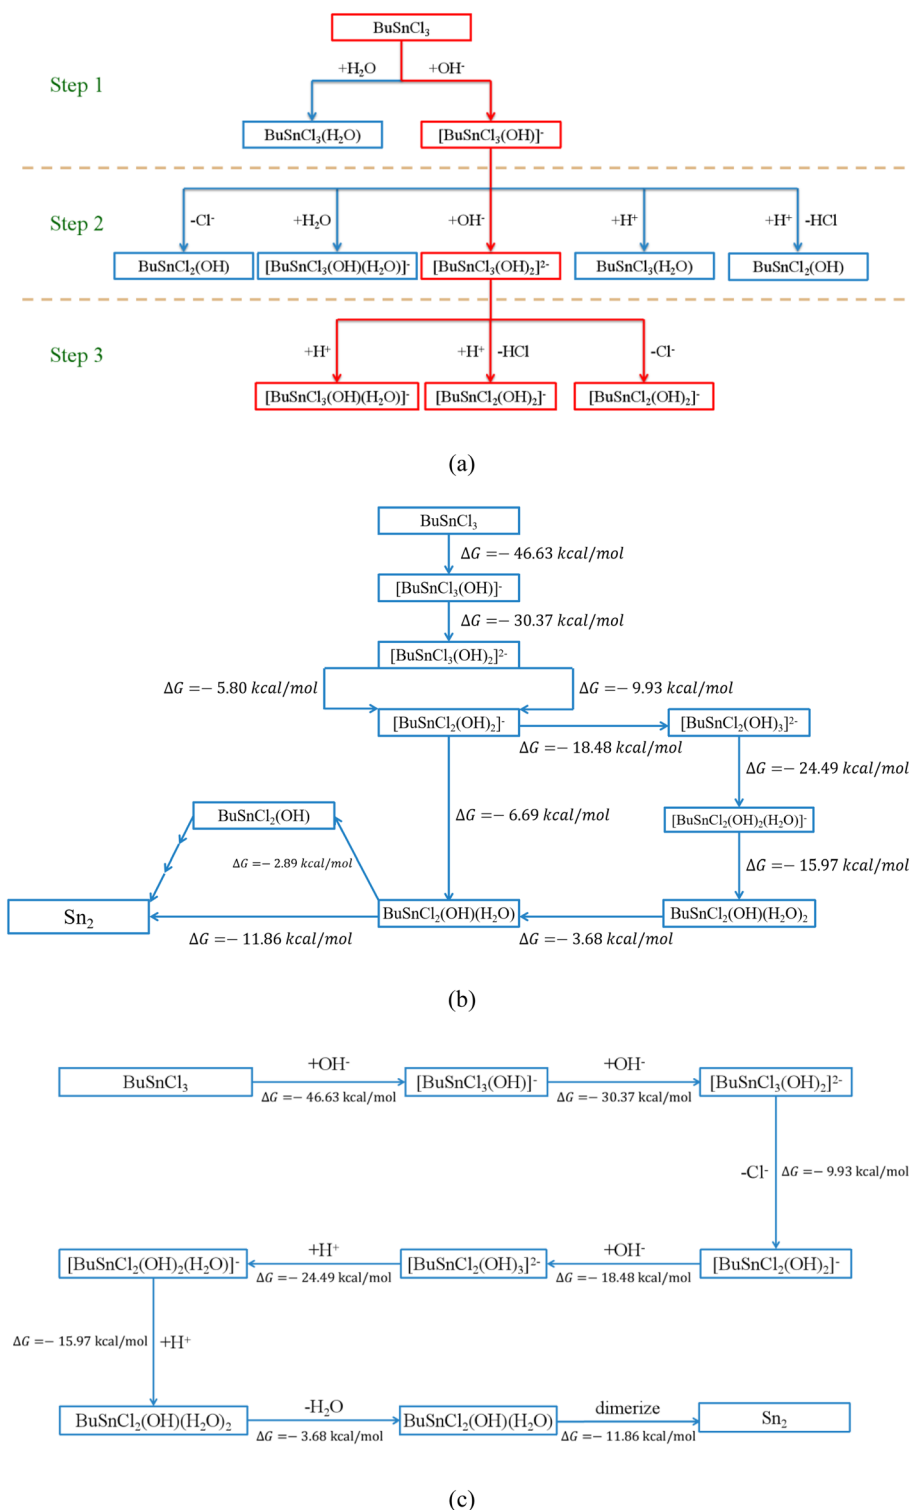 BuSnCl₃
+H₂O
+OH⁻
Step 1
BuSnCl₃(H₂O)
[BuSnCl₃(OH)]⁻
Step 2
-Cl⁻
+H₂O
+OH⁻
+H⁺
+H⁺ -HCl
BuSnCl₂(OH)
[BuSnCl₃(OH)(H₂O)]⁻
[BuSnCl₃(OH)₂]²⁻
BuSnCl₃(H₂O)
BuSnCl₂(OH)
Step 3
+H⁺
+H⁺ -HCl
-Cl⁻
[BuSnCl₃(OH)(H₂O)]⁻
[BuSnCl₂(OH)₂]⁻
[BuSnCl₂(OH)₂]⁻
(a)
BuSnCl₃
ΔG =− 46.63 kcal/mol
[BuSnCl₃(OH)]⁻
ΔG =− 30.37 kcal/mol
[BuSnCl₃(OH)₂]²⁻
ΔG =− 5.80 kcal/mol
ΔG =− 9.93 kcal/mol
[BuSnCl₂(OH)₂]⁻
[BuSnCl₂(OH)₃]²⁻
ΔG =− 18.48 kcal/mol
ΔG =− 24.49 kcal/mol
BuSnCl₂(OH)
ΔG =− 6.69 kcal/mol
[BuSnCl₂(OH)₂(H₂O)]⁻
ΔG =− 2.89 kcal/mol
ΔG =− 15.97 kcal/mol
Sn₂
BuSnCl₂(OH)(H₂O)
BuSnCl₂(OH)(H₂O)₂
ΔG =− 11.86 kcal/mol
ΔG =− 3.68 kcal/mol
(b)
+OH⁻
+OH⁻
BuSnCl₃
[BuSnCl₃(OH)]⁻
[BuSnCl₃(OH)₂]²⁻
ΔG =− 46.63 kcal/mol
ΔG =− 30.37 kcal/mol
-Cl⁻
ΔG =− 9.93 kcal/mol
+H⁺
+OH⁻
[BuSnCl₂(OH)₂(H₂O)]⁻
[BuSnCl₂(OH)₃]²⁻
[BuSnCl₂(OH)₂]⁻
ΔG =− 24.49 kcal/mol
ΔG =− 18.48 kcal/mol
ΔG =− 15.97 kcal/mol
+H⁺
-H₂O
dimerize
BuSnCl₂(OH)(H₂O)₂
BuSnCl₂(OH)(H₂O)
Sn₂
ΔG =− 3.68 kcal/mol
ΔG =− 11.86 kcal/mol
(c)